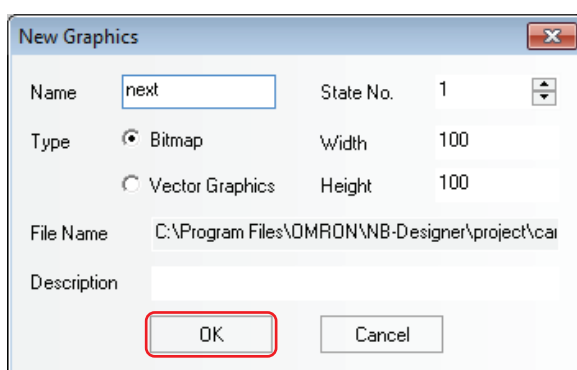 New Graphics
Name next State No. 1
Type Bitmap Width 100
Vector Graphics Height 100
File Name C:\Program Files\OMRON\NB-Designer\project\car
Description
OK Cancel